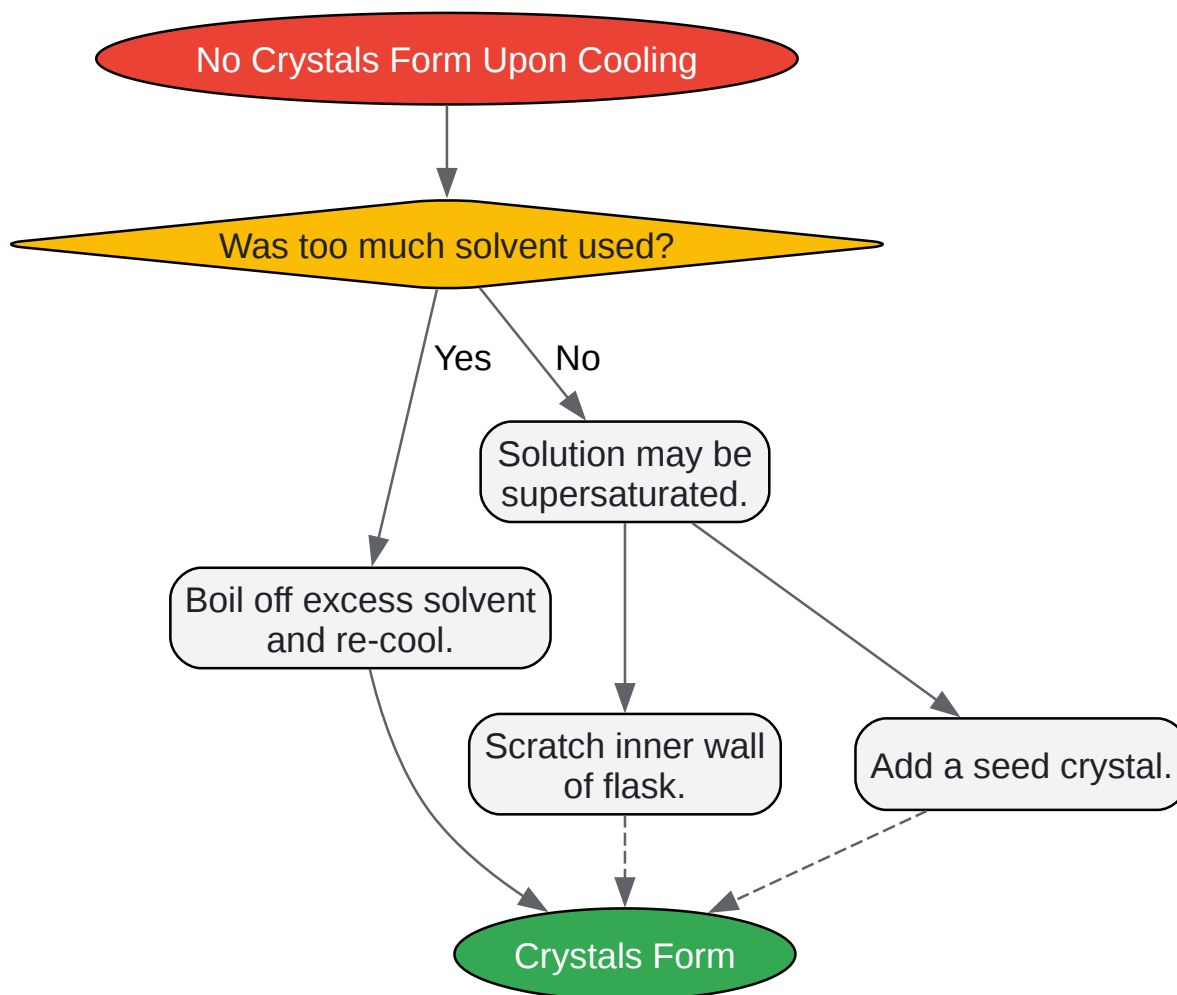 No Crystals Form Upon Cooling
Was too much solvent used?
Yes
No
Solution may be
supersaturated.
Boil off excess solvent
and re-cool.
Scratch inner wall
of flask.
Add a seed crystal.
Crystals Form